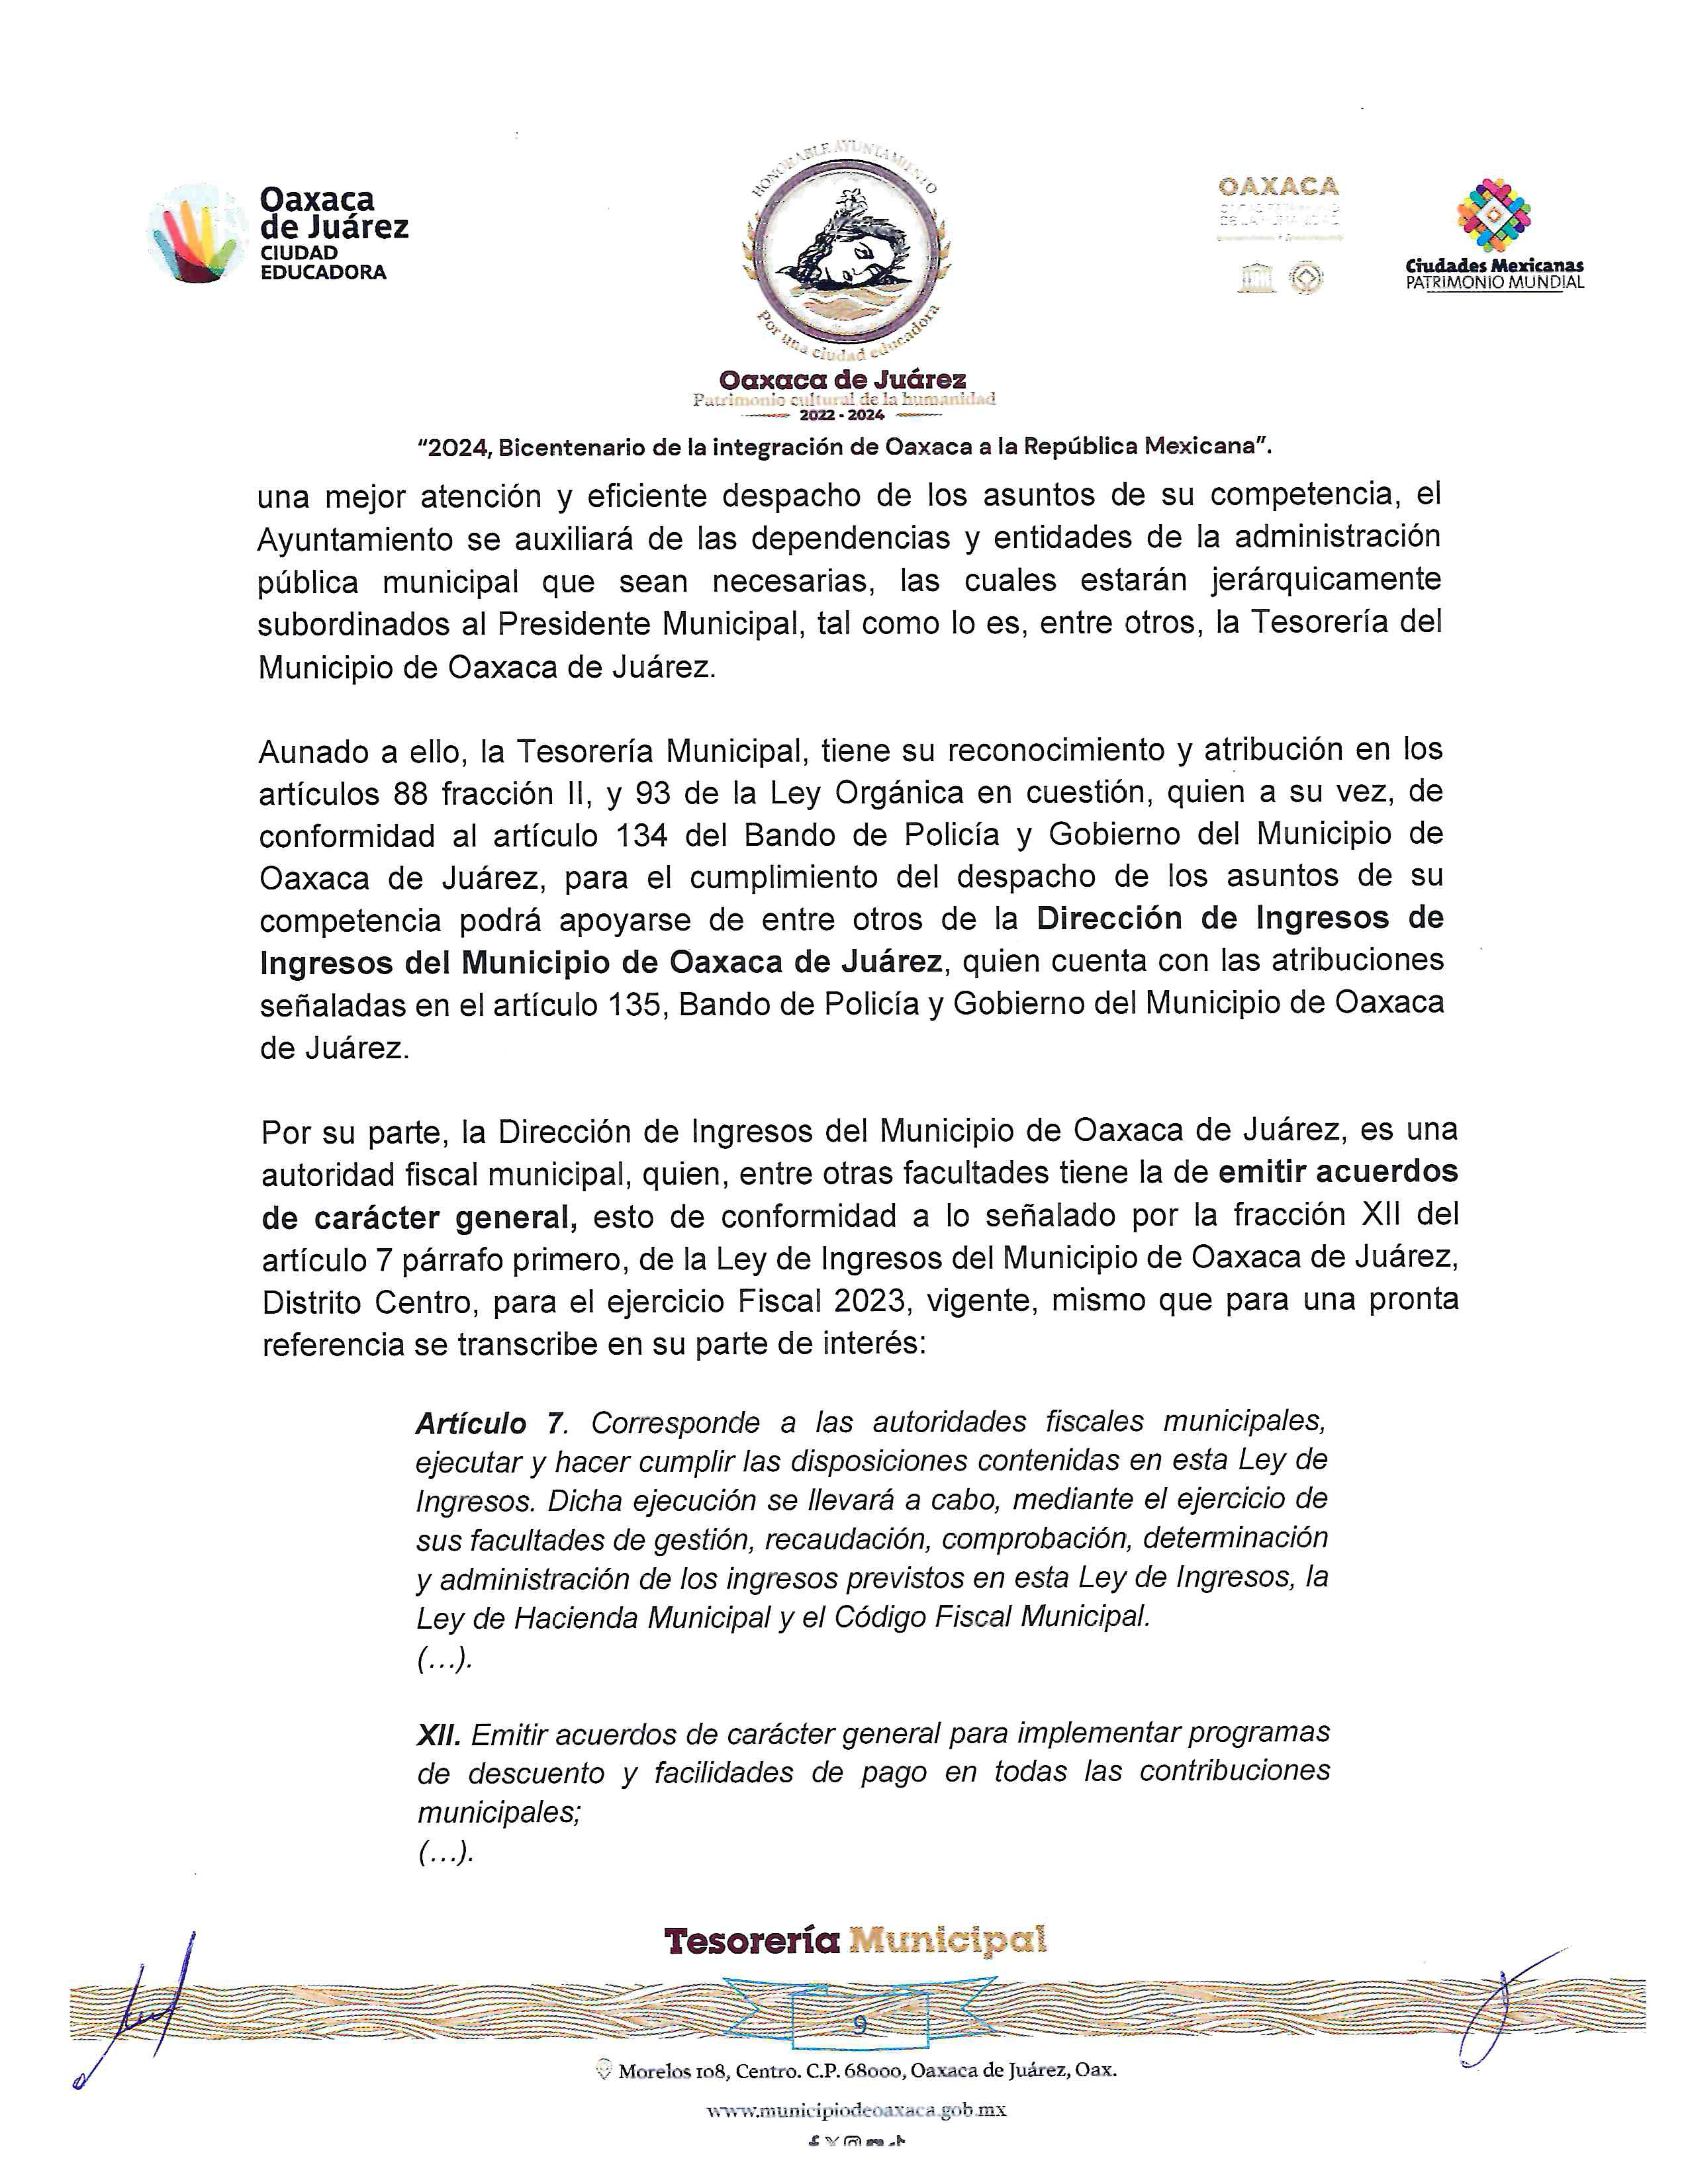 Oaxaca
de Juárez
CIUDAD
EDUCADORA
HONORABLE AYUNTAMIENTO
Por una ciudad educadora
Oaxaca de Juárez
Patrimonio cultural de la humanidad
2022 - 2024
OAXACA
Ciudades Mexicanas
PATRIMONIO MUNDIAL
“2024, Bicentenario de la integración de Oaxaca a la República Mexicana”.
una mejor atención y eficiente despacho de los asuntos de su competencia, el
Ayuntamiento se auxiliará de las dependencias y entidades de la administración
pública municipal que sean necesarias, las cuales estarán jerárquicamente
subordinados al Presidente Municipal, tal como lo es, entre otros, la Tesorería del
Municipio de Oaxaca de Juárez.
Aunado a ello, la Tesorería Municipal, tiene su reconocimiento y atribución en los
artículos 88 fracción II, y 93 de la Ley Orgánica en cuestión, quien a su vez, de
conformidad al artículo 134 del Bando de Policía y Gobierno del Municipio de
Oaxaca de Juárez, para el cumplimiento del despacho de los asuntos de su
competencia podrá apoyarse de entre otros de la Dirección de Ingresos de
Ingresos del Municipio de Oaxaca de Juárez, quien cuenta con las atribuciones
señaladas en el artículo 135, Bando de Policía y Gobierno del Municipio de Oaxaca
de Juárez.
Por su parte, la Dirección de Ingresos del Municipio de Oaxaca de Juárez, es una
autoridad fiscal municipal, quien, entre otras facultades tiene la de emitir acuerdos
de carácter general, esto de conformidad a lo señalado por la fracción XII del
artículo 7 párrafo primero, de la Ley de Ingresos del Municipio de Oaxaca de Juárez,
Distrito Centro, para el ejercicio Fiscal 2023, vigente, mismo que para una pronta
referencia se transcribe en su parte de interés:
Artículo 7. Corresponde a las autoridades fiscales municipales,
ejecutar y hacer cumplir las disposiciones contenidas en esta Ley de
Ingresos. Dicha ejecución se llevará a cabo, mediante el ejercicio de
sus facultades de gestión, recaudación, comprobación, determinación
y administración de los ingresos previstos en esta Ley de Ingresos, la
Ley de Hacienda Municipal y el Código Fiscal Municipal.
(...).
XII. Emitir acuerdos de carácter general para implementar programas
de descuento y facilidades de pago en todas las contribuciones
municipales;
(...).
Tesorería Municipal
9
Morelos 108, Centro. C.P. 68000, Oaxaca de Juárez, Oax.
www.municipiodeoaxaca.gob.mx